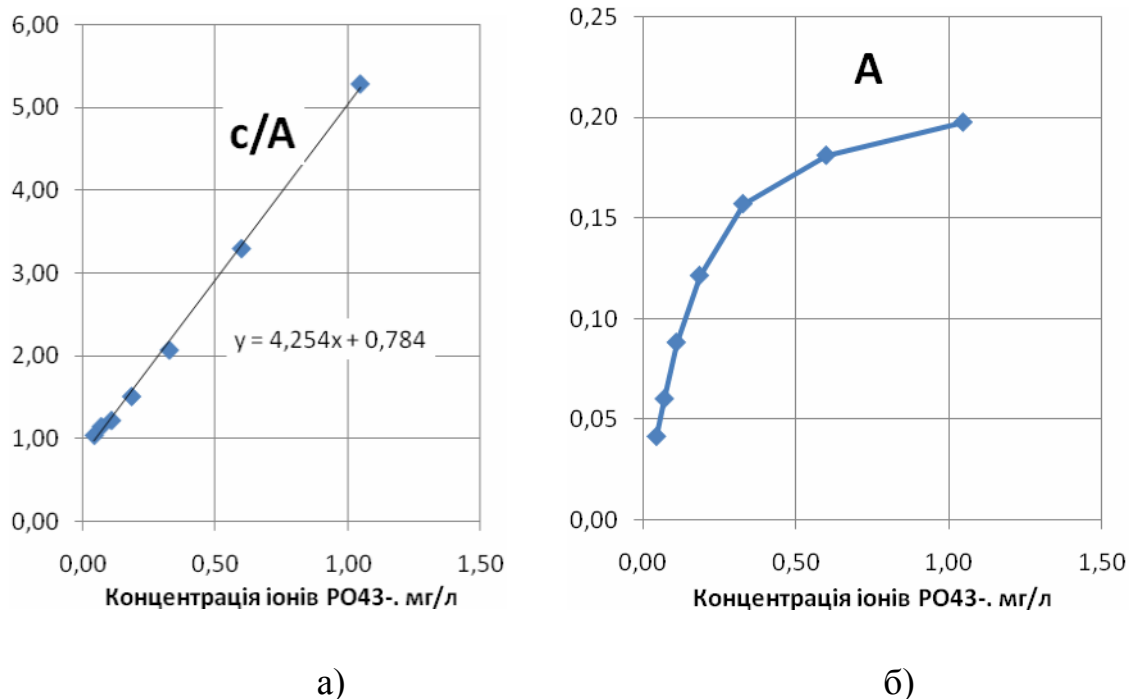 6,00
5,00
4,00
3,00
2,00
1,00
0,00
c/A
y = 4,254x + 0,784
0,00 0,50 1,00 1,50
Концентрація іонів PO43-. мг/л
а)
0,25
0,20
0,15
0,10
0,05
0,00
A
0,00 0,50 1,00 1,50
Концентрація іонів PO43-. мг/л
б)